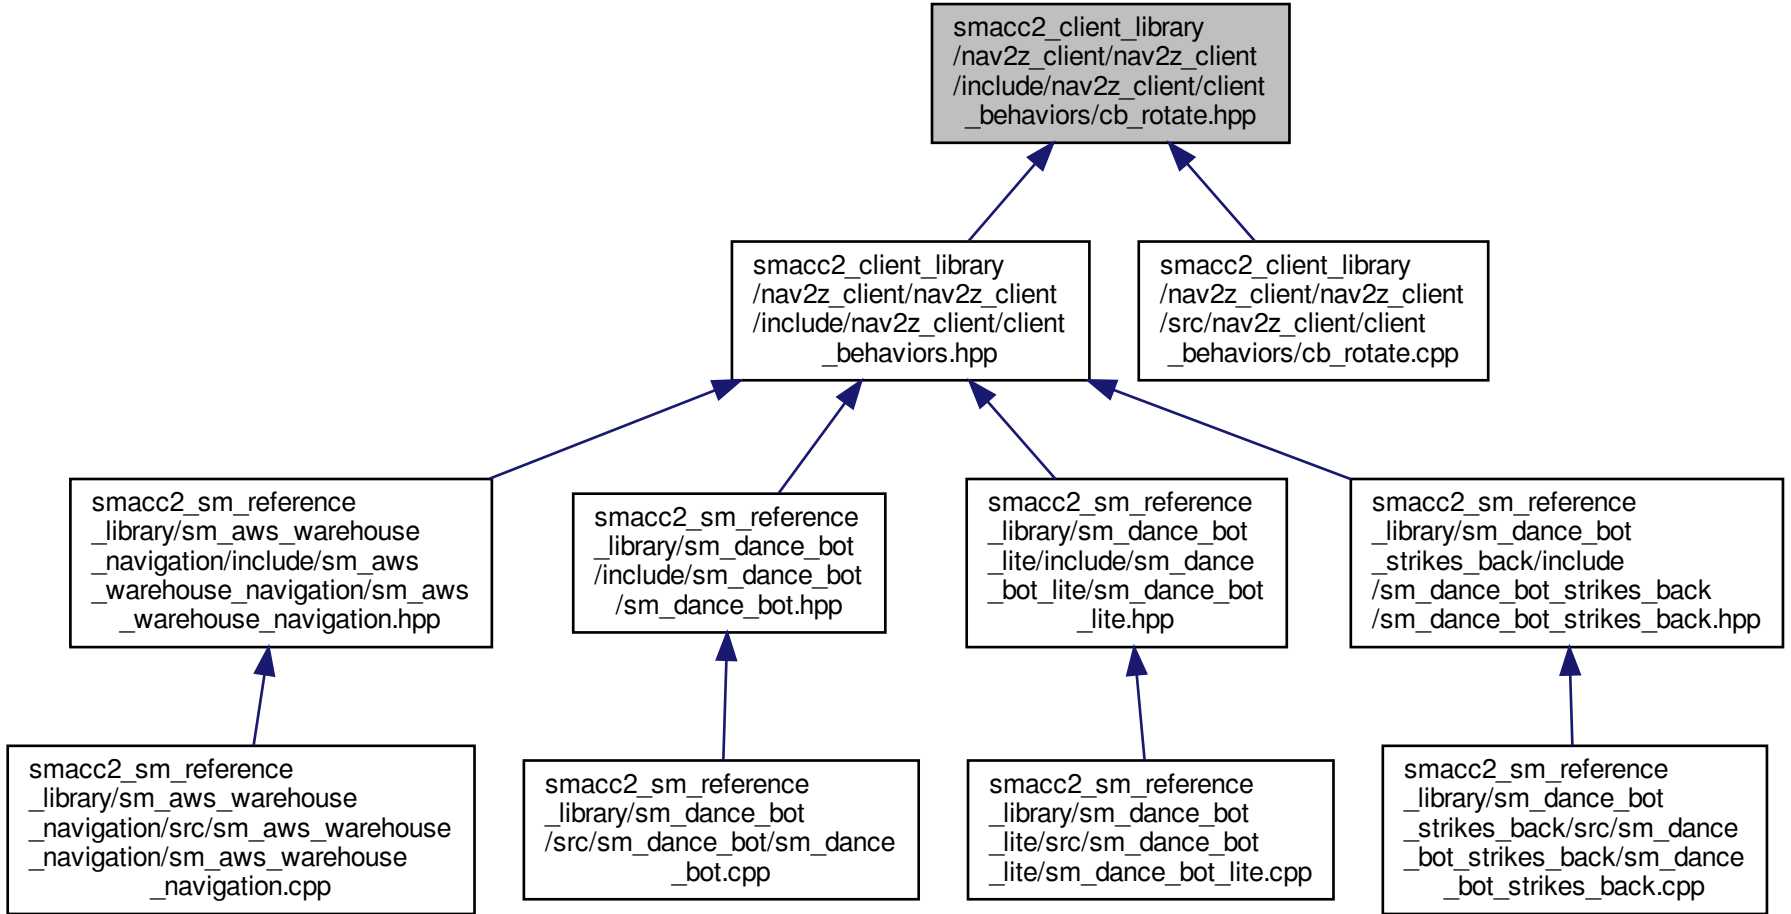 smacc2_client_library
/nav2z_client/nav2z_client
/include/nav2z_client/client
_behaviors/cb_rotate.hpp
smacc2_client_library
/nav2z_client/nav2z_client
/include/nav2z_client/client
_behaviors.hpp
smacc2_client_library
/nav2z_client/nav2z_client
/src/nav2z_client/client
_behaviors/cb_rotate.cpp
smacc2_sm_reference
_library/sm_aws_warehouse
_navigation/include/sm_aws
_warehouse_navigation/sm_aws
_warehouse_navigation.hpp
smacc2_sm_reference
_library/sm_dance_bot
/include/sm_dance_bot
/sm_dance_bot.hpp
smacc2_sm_reference
_library/sm_dance_bot
_lite/include/sm_dance
_bot_lite/sm_dance_bot
_lite.hpp
smacc2_sm_reference
_library/sm_dance_bot
_strikes_back/include
/sm_dance_bot_strikes_back
/sm_dance_bot_strikes_back.hpp
smacc2_sm_reference
_library/sm_aws_warehouse
_navigation/src/sm_aws_warehouse
_navigation/sm_aws_warehouse
_navigation.cpp
smacc2_sm_reference
_library/sm_dance_bot
/src/sm_dance_bot/sm_dance
_bot.cpp
smacc2_sm_reference
_library/sm_dance_bot
_lite/src/sm_dance_bot
_lite/sm_dance_bot_lite.cpp
smacc2_sm_reference
_library/sm_dance_bot
_strikes_back/src/sm_dance
_bot_strikes_back/sm_dance
_bot_strikes_back.cpp